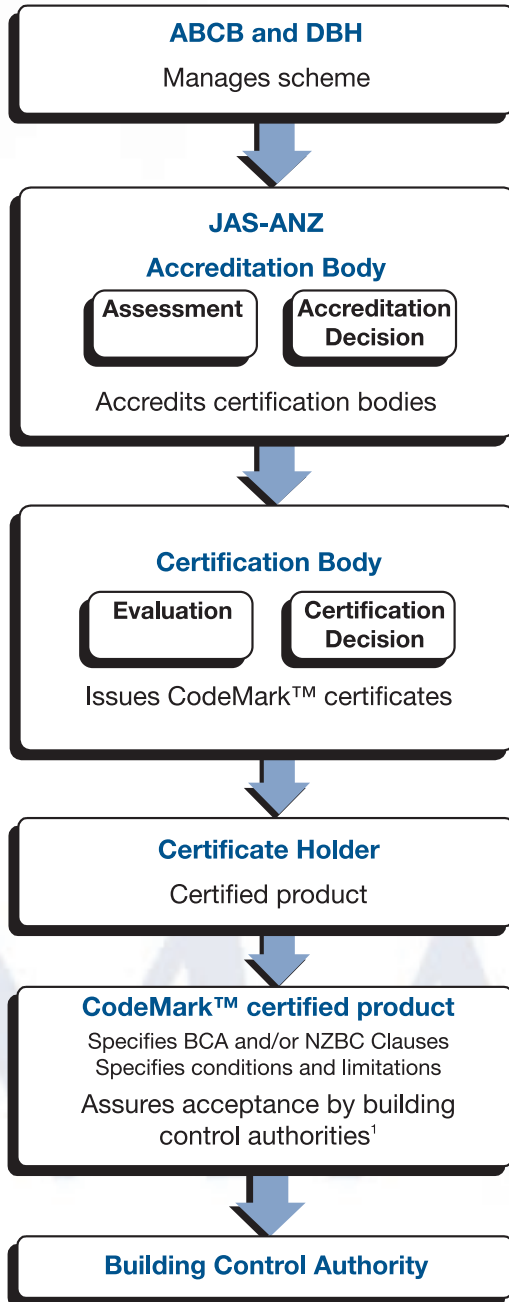 ABCB and DBH
Manages scheme
JAS-ANZ
Accreditation Body
Assessment
Accreditation
Decision
Accredits certification bodies
Certification Body
Evaluation
Certification
Decision
Issues CodeMark™ certificates
Certificate Holder
Certified product
CodeMark™ certified product
Specifies BCA and/or NZBC Clauses
Specifies conditions and limitations
Assures acceptance by building
control authorities¹
Building Control Authority